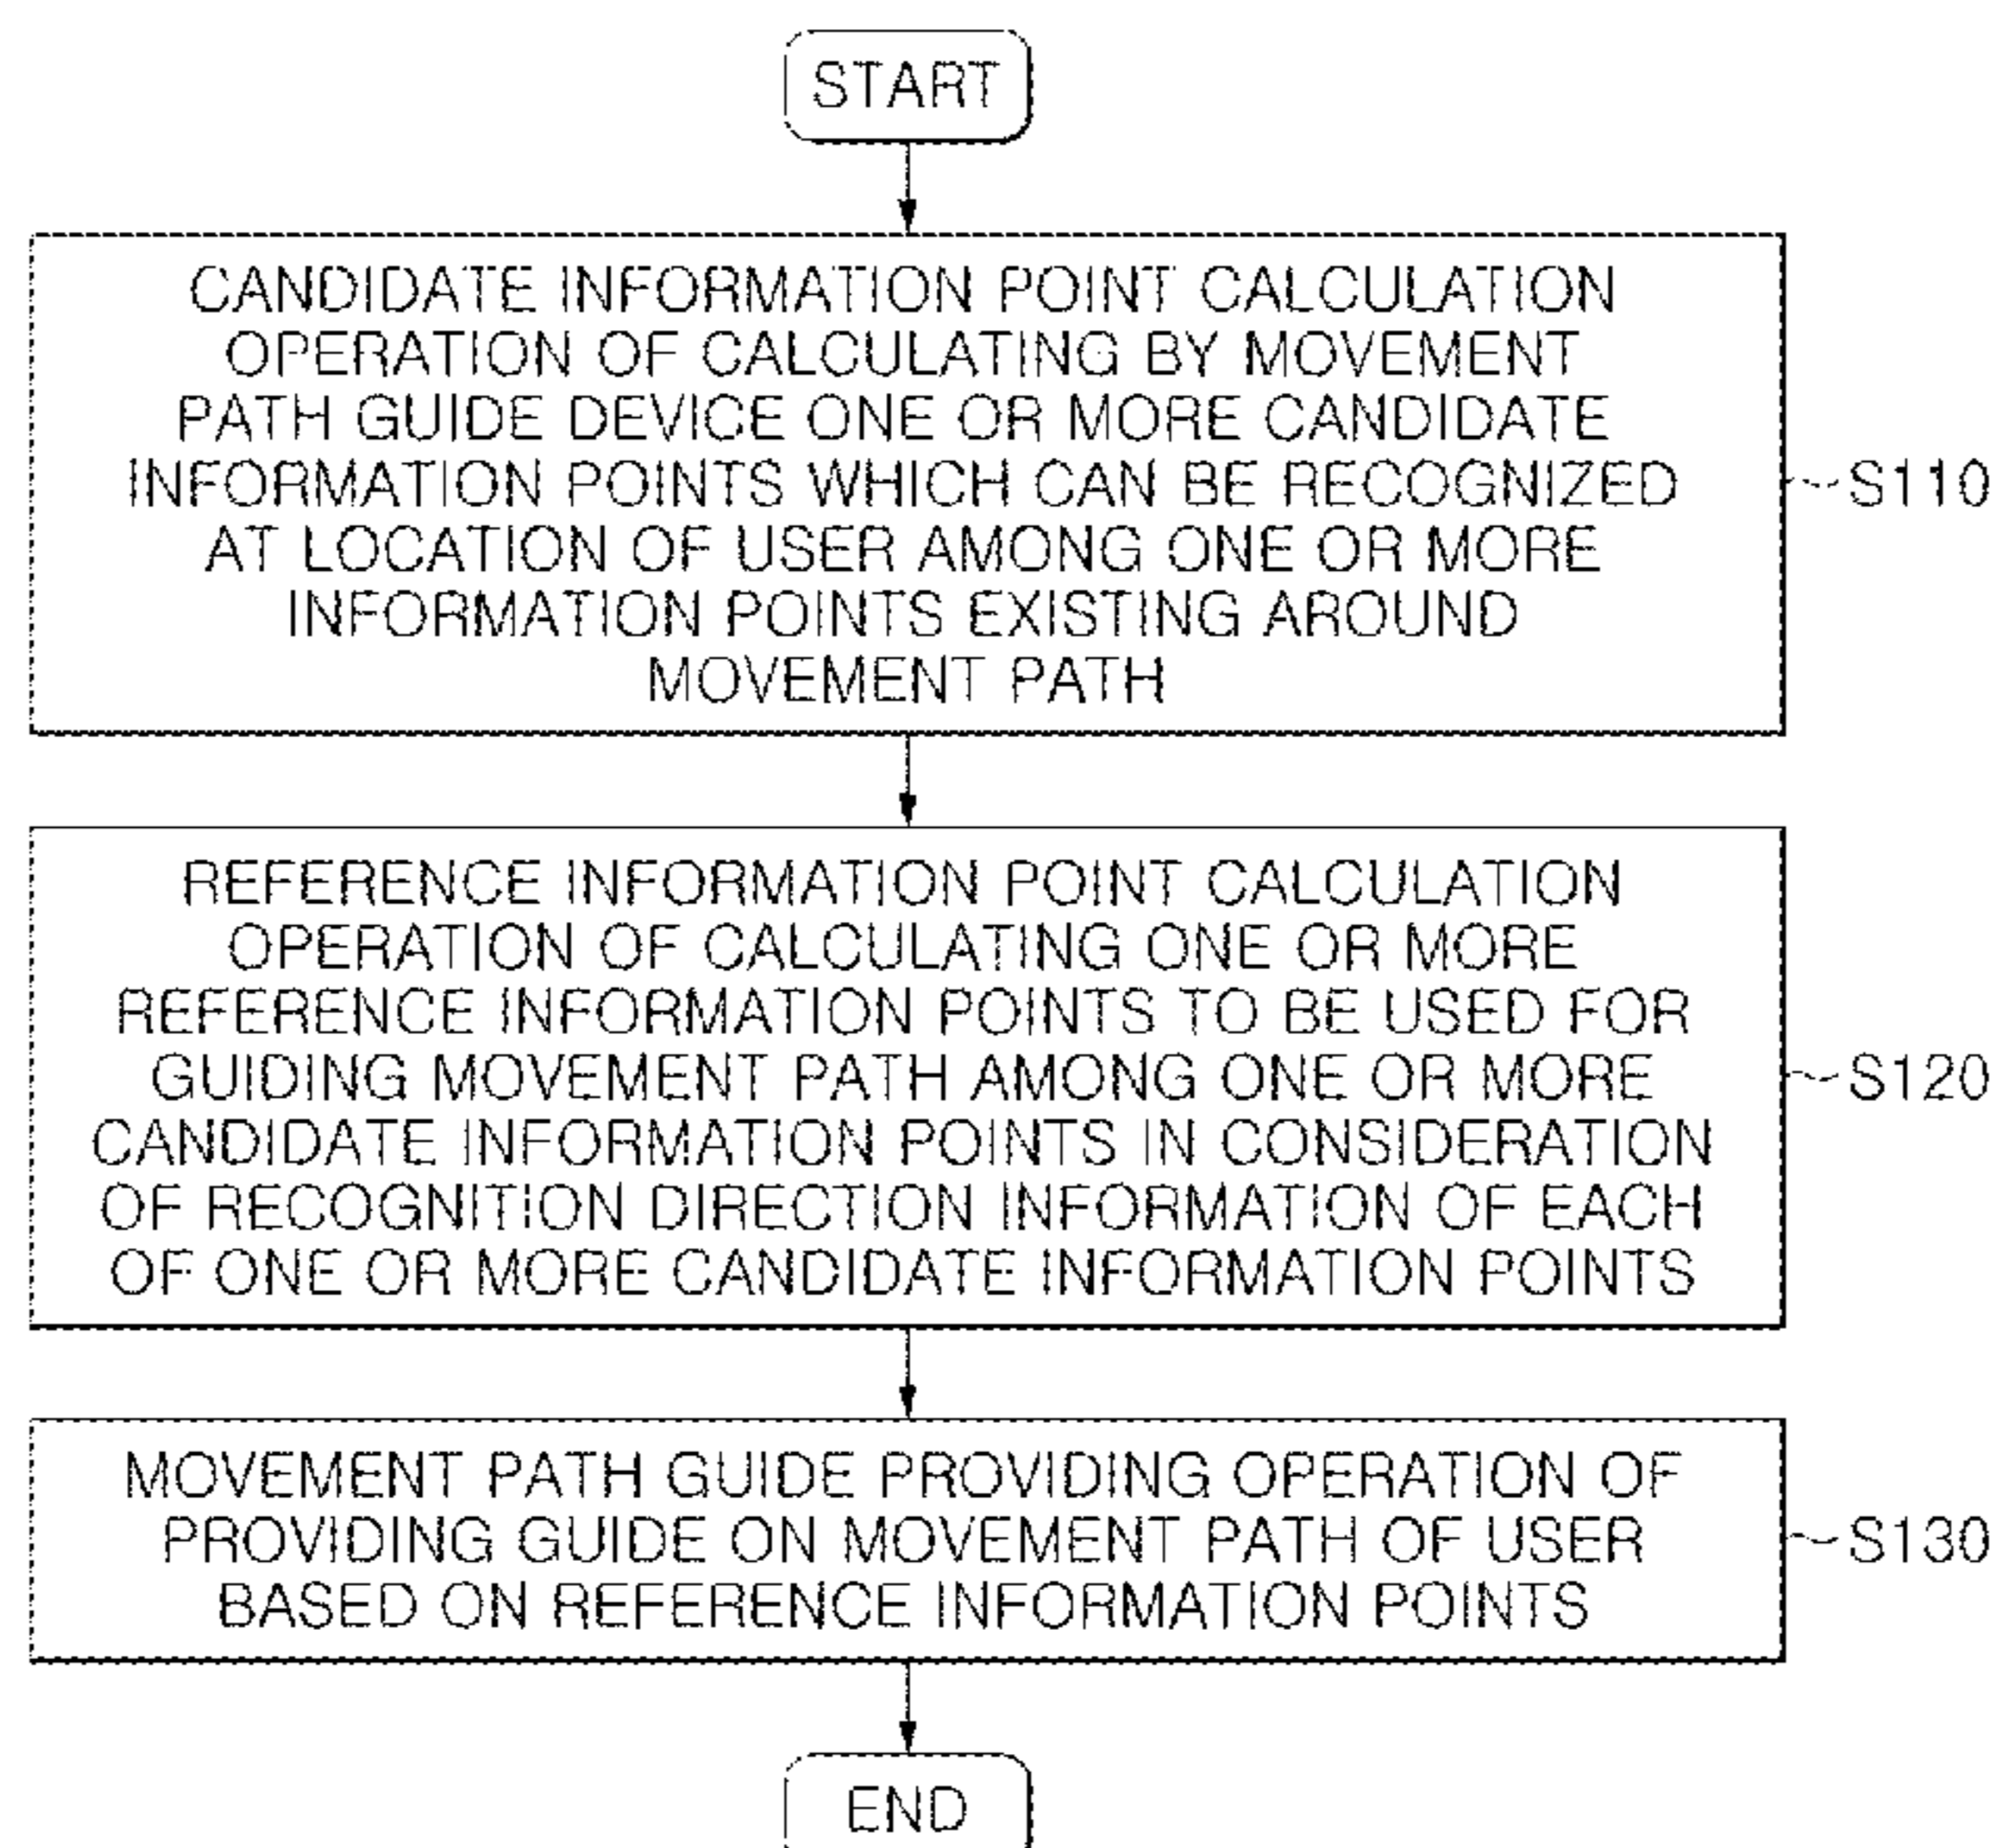 START
CANDIDATE INFORMATION POINT CALCULATION
OPERATION OF CALCULATING BY MOVEMENT
PATH GUIDE DEVICE ONE OR MORE CANDIDATE
INFORMATION POINTS WHICH CAN BE RECOGNIZED
AT LOCATION OF USER AMONG ONE OR MORE
INFORMATION POINTS EXISTING AROUND
MOVEMENT PATH
S110
REFERENCE INFORMATION POINT CALCULATION
OPERATION OF CALCULATING ONE OR MORE
REFERENCE INFORMATION POINTS TO BE USED FOR
GUIDING MOVEMENT PATH AMONG ONE OR MORE
CANDIDATE INFORMATION POINTS IN CONSIDERATION
OF RECOGNITION DIRECTION INFORMATION OF EACH
OF ONE OR MORE CANDIDATE INFORMATION POINTS
S120
MOVEMENT PATH GUIDE PROVIDING OPERATION OF
PROVIDING GUIDE ON MOVEMENT PATH OF USER
BASED ON REFERENCE INFORMATION POINTS
S130
END